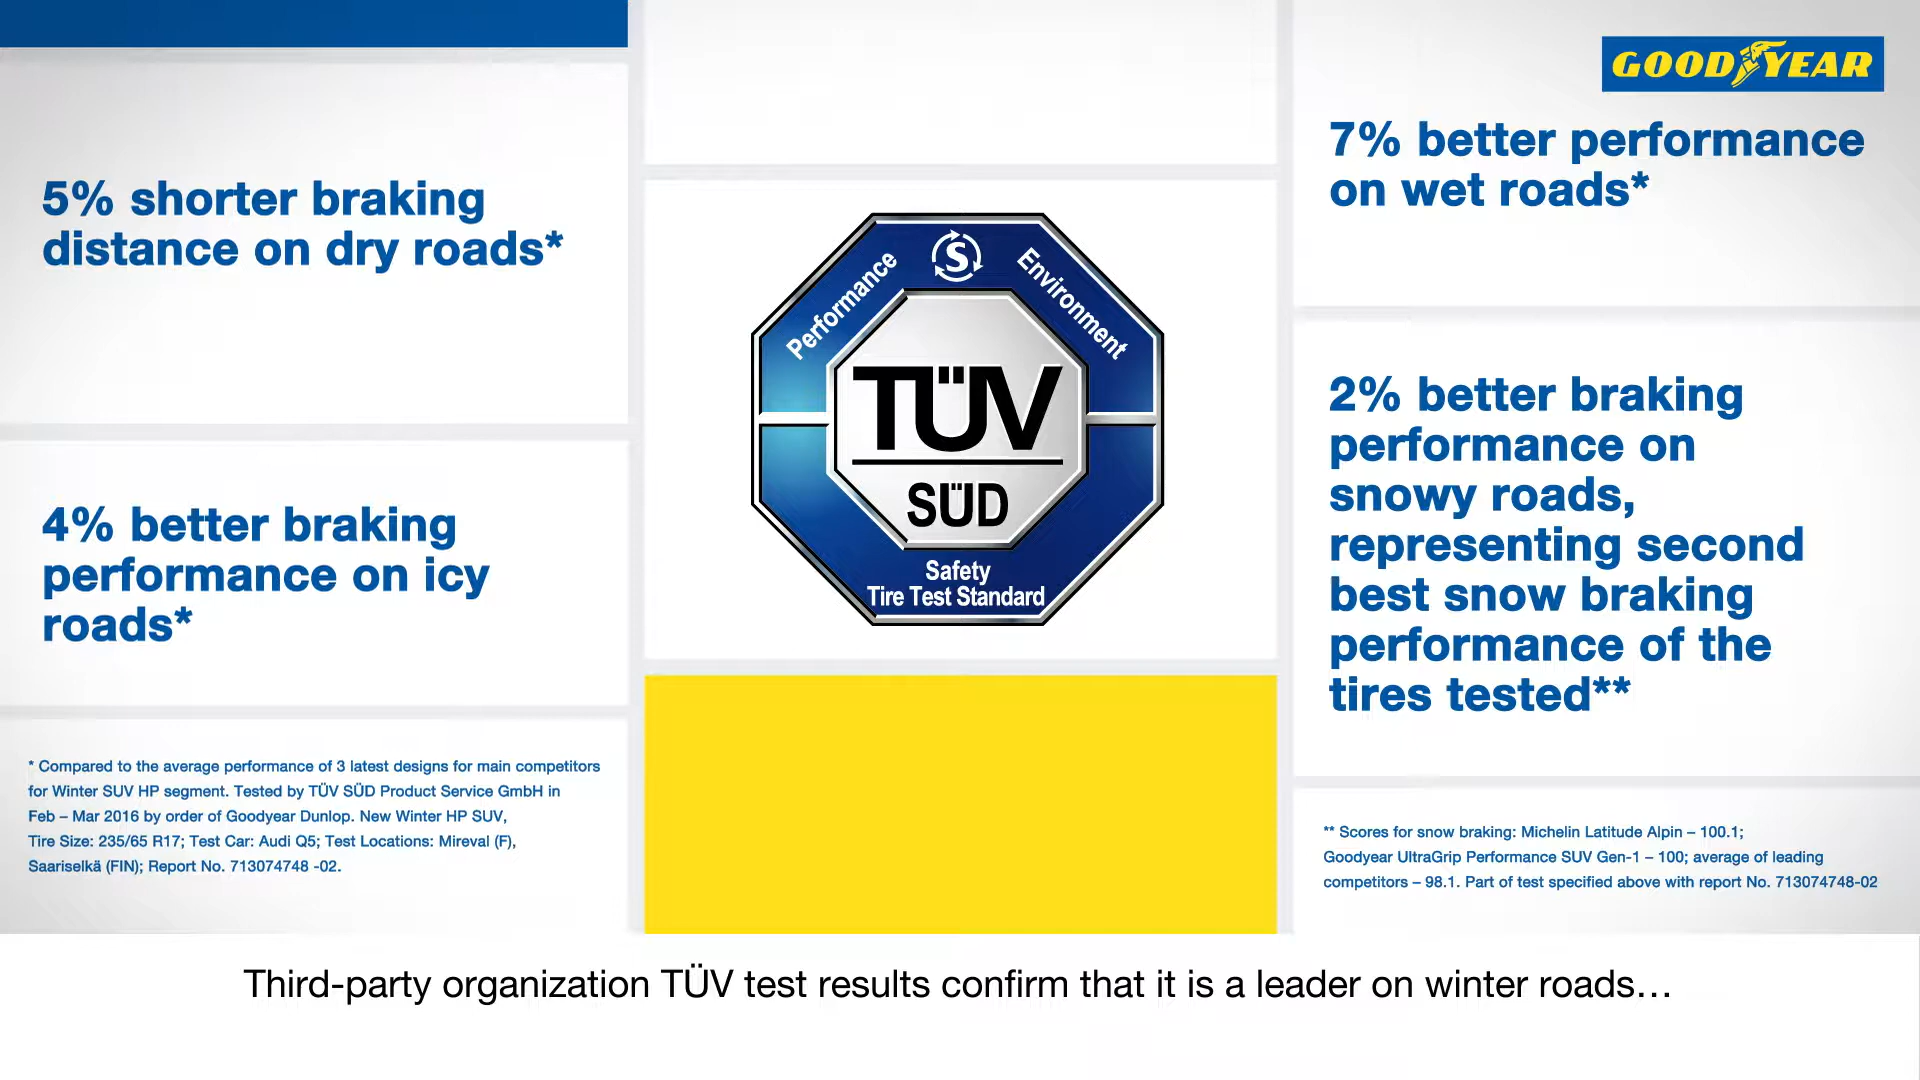 GOODYEAR
5% shorter braking
distance on dry roads*
4% better braking
performance on icy
roads*
* Compared to the average performance of 3 latest designs for main competitors
for Winter SUV HP segment. Tested by TÜV SÜD Product Service GmbH in
Feb – Mar 2016 by order of Goodyear Dunlop. New Winter HP SUV,
Tire Size: 235/65 R17; Test Car: Audi Q5; Test Locations: Mireval (F),
Saariselkä (FIN); Report No. 713074748 -02.
S
Performance
Environment
TÜV
SÜD
Safety
Tire Test Standard
7% better performance
on wet roads*
2% better braking
performance on
snowy roads,
representing second
best snow braking
performance of the
tires tested**
** Scores for snow braking: Michelin Latitude Alpin – 100.1;
Goodyear UltraGrip Performance SUV Gen-1 – 100; average of leading
competitors – 98.1. Part of test specified above with report No. 713074748-02
Third-party organization TÜV test results confirm that it is a leader on winter roads…